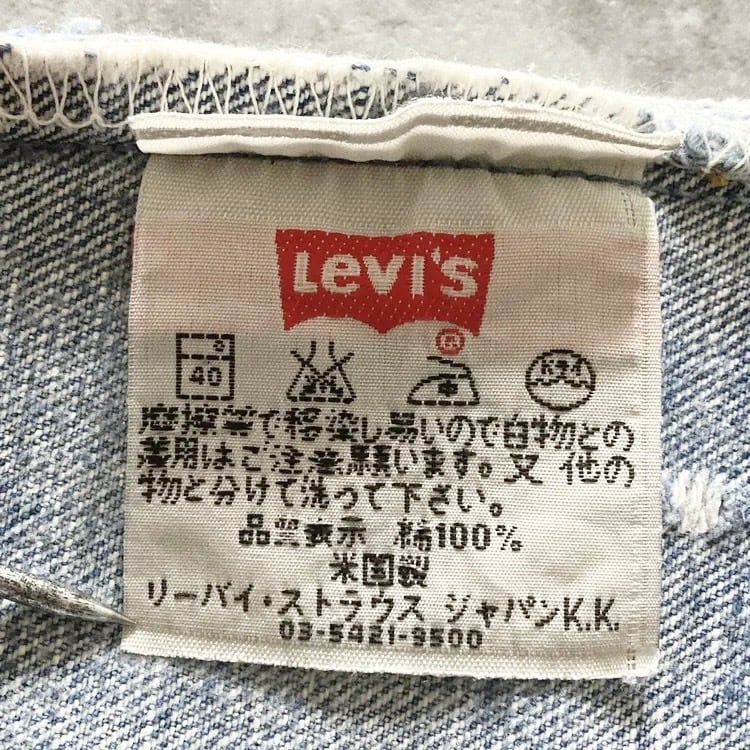 Levi's
40
摩擦等で移染し易いので白物との
着用はご注意願います。又 他の
物と分けて洗って下さい。
品質表示 綿100%
米国製
リーバイ・ストラウス ジャパンK.K.
03-5421-9500